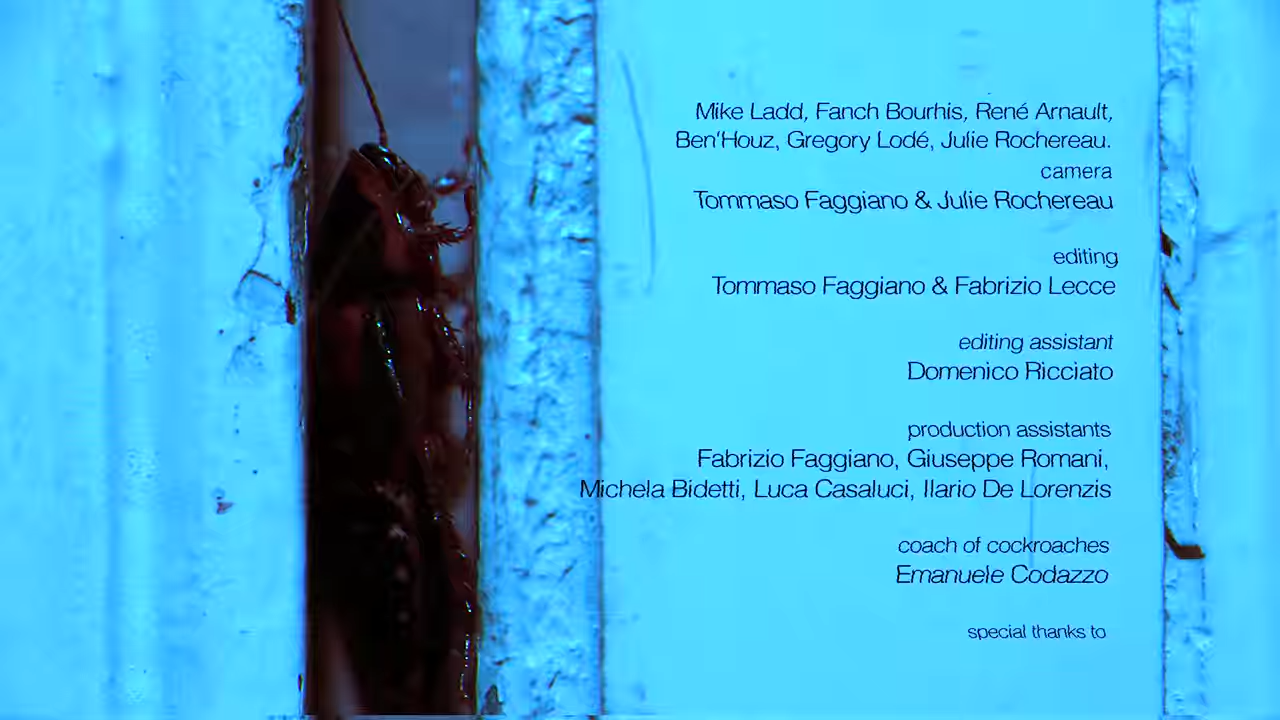 Mike Ladd, Fanch Bourhis, René Arnault,
Ben'Houz, Gregory Lodé, Julie Rochereau.
camera
Tommaso Faggiano & Julie Rochereau
editing
Tommaso Faggiano & Fabrizio Lecce
editing assistant
Domenico Ricciato
production assistants
Fabrizio Faggiano, Giuseppe Romani,
Michela Bidetti, Luca Casaluci, Ilario De Lorenzis
coach of cockroaches
Emanuele Codazzo
special thanks to